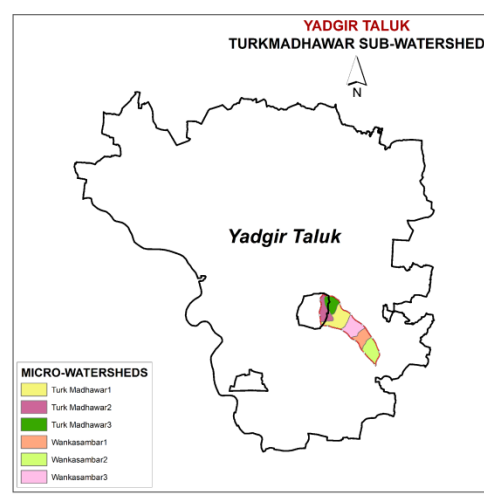 YADGIR TALUK
TURKMADHAWAR SUB-WATERSHED
N
Yadgir Taluk
MICRO-WATERSHEDS
Turk Madhawar1
Turk Madhawar2
Turk Madhawar3
Wankasambar1
Wankasambar2
Wankasambar3